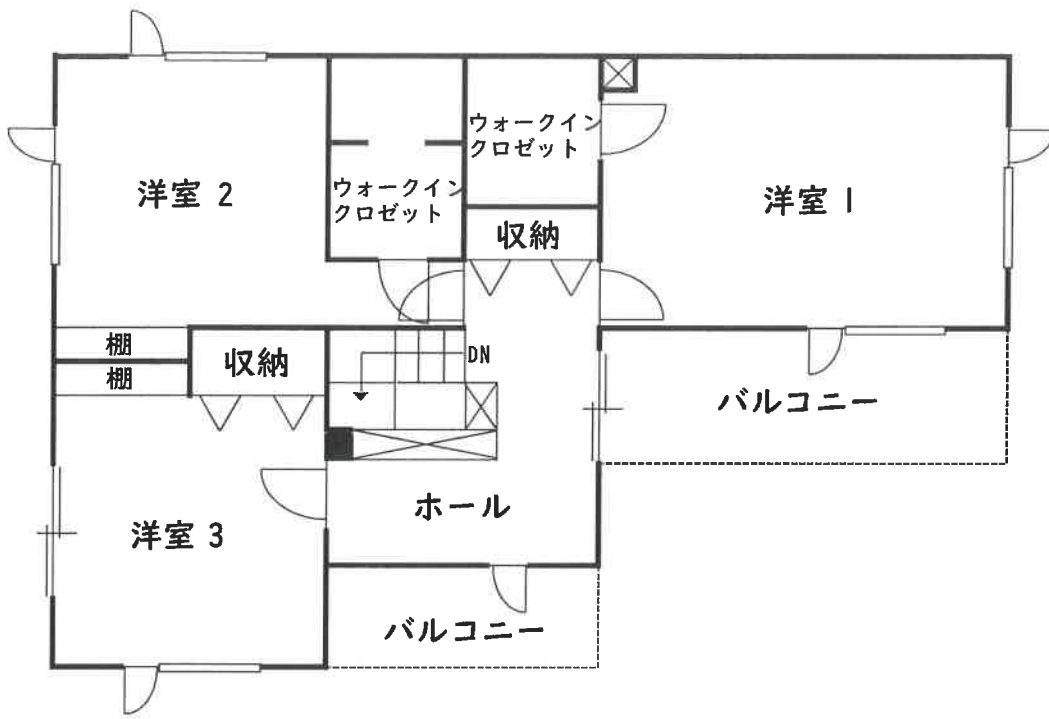 ウォークイン
クロゼット
洋室 2
ウォークイン
クロゼット
洋室 1
収納
棚
棚
収納
DN
バルコニー
ホール
洋室 3
バルコニー